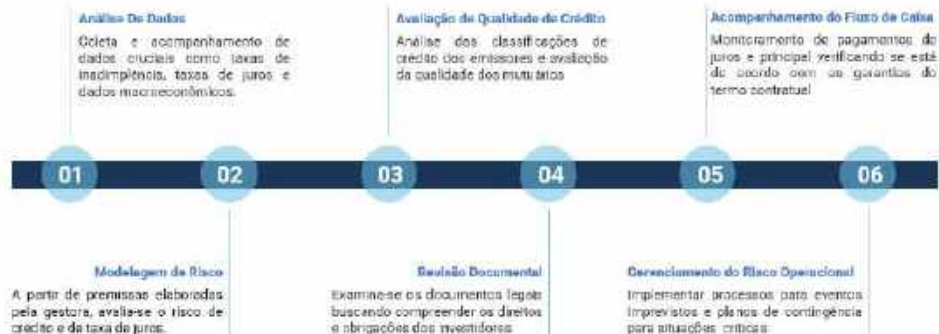 Análise De Dados
Coleta e acompanhamento de
dados cruciais como taxas de
inadimplência, taxas de juros e
dados macroeconômicos.
Avaliação de Qualidade de Crédito
Análise das classificações de
crédito dos emissores e avaliação
da qualidade dos mutuários
Acompanhamento do Fluxo de Caixa
Monitoramento de pagamentos de
juros e principal verificando se está
de acordo com as garantias do
termo contratual
01
02
03
04
05
06
Modelagem de Risco
A partir de premissas elaboradas
pela gestora, avalia-se o risco de
crédito e de taxa de juros.
Revisão Documental
Examina-se os documentos legais
buscando compreender os direitos
e obrigações dos investidores
Gerenciamento do Risco Operacional
Implementar processos para eventos
imprevistos e planos de contingência
para situações críticas